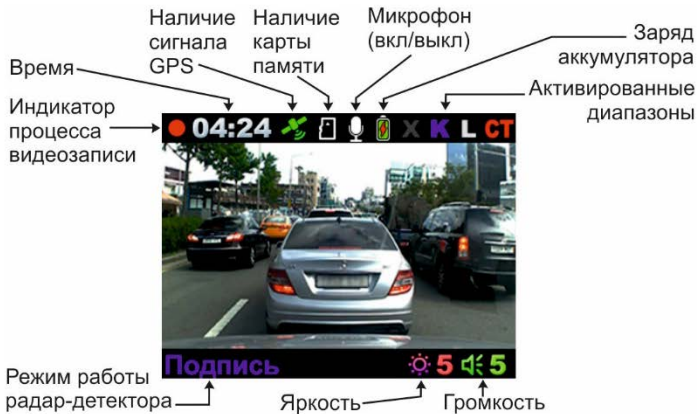 Наличие
сигнала
GPS
Наличие
карты
памяти
Микрофон
(вкл/выкл)
Заряд
аккумулятора
Время
Индикатор
процесса
видеозаписи
Активированные
диапазоны
04:24 X K L CT
Подпись 5 5
Режим работы
радар-детектора
Яркость
Громкость